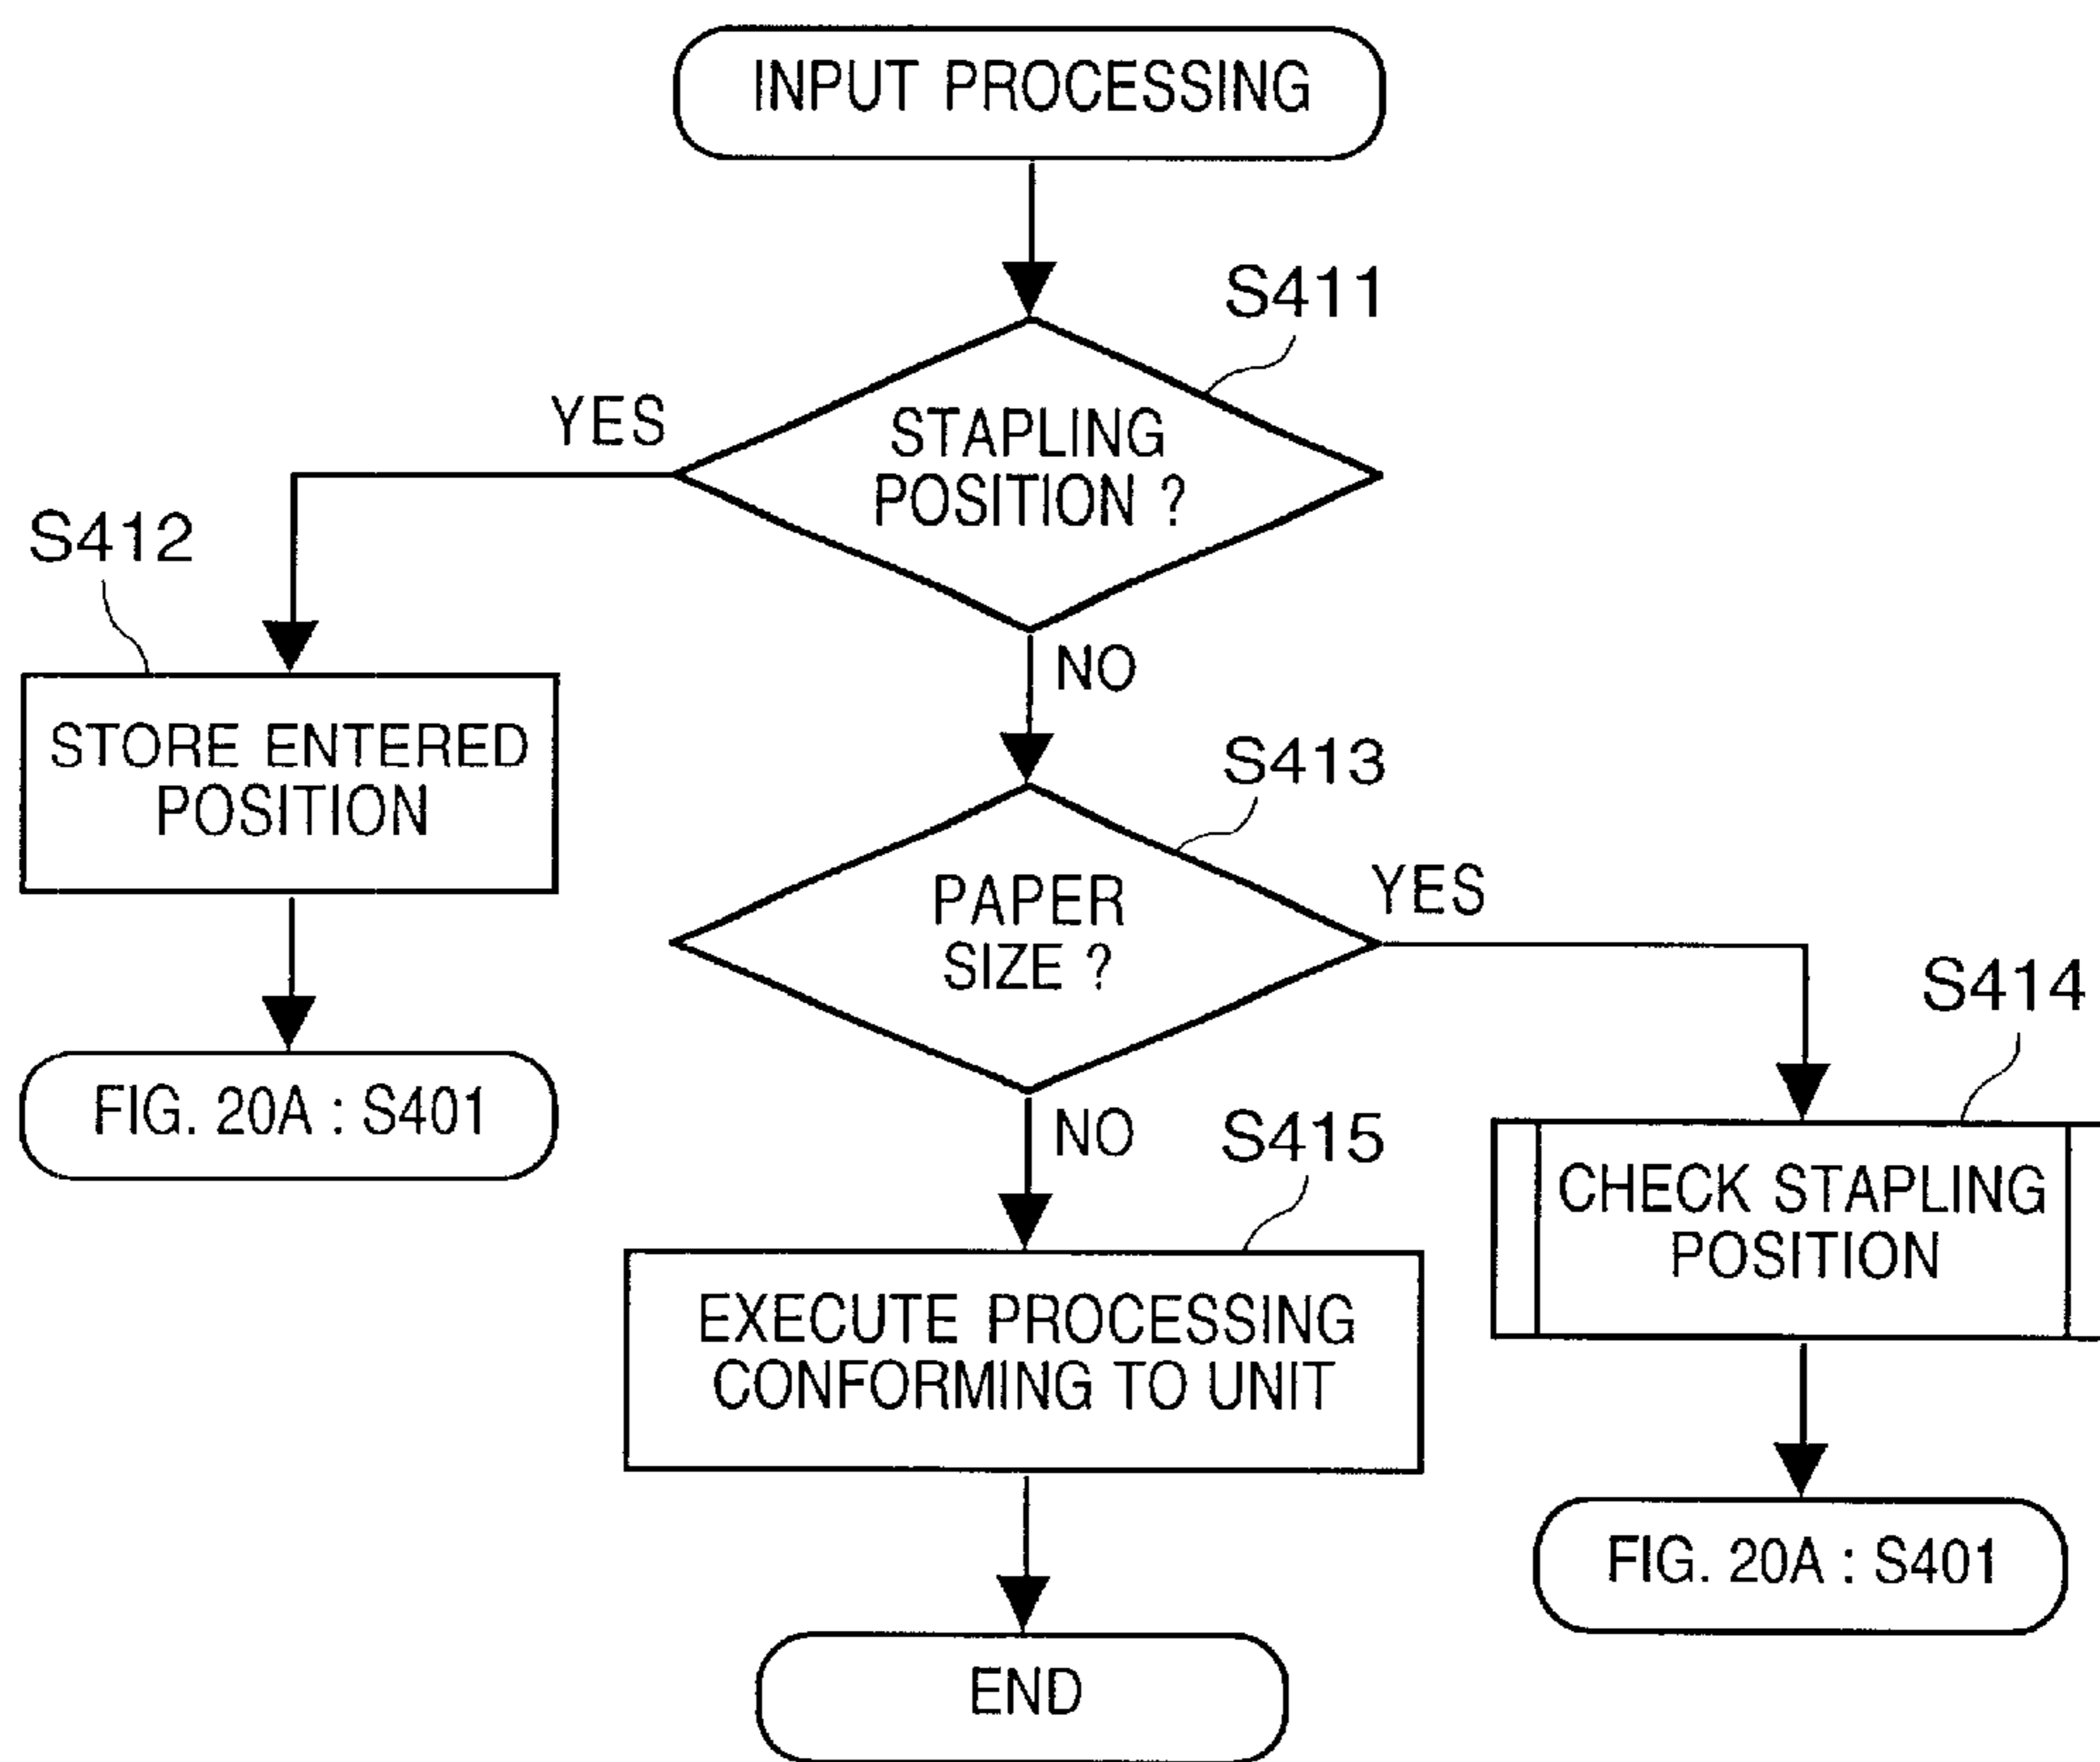 INPUT PROCESSING
S411
YES
STAPLING
POSITION ?
S412
NO
STORE ENTERED
POSITION
S413
PAPER
SIZE ?
YES
S414
FIG. 20A : S401
NO
S415
CHECK STAPLING
POSITION
EXECUTE PROCESSING
CONFORMING TO UNIT
FIG. 20A : S401
END